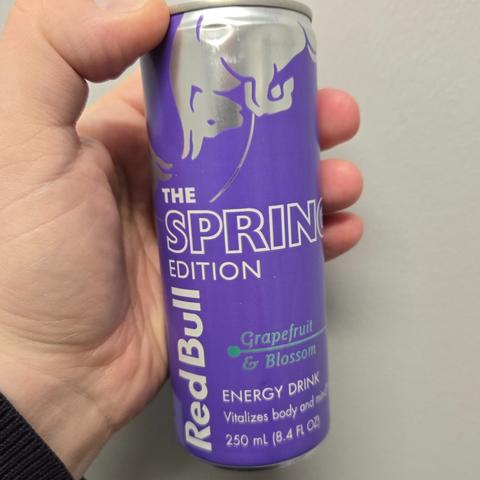 THE
SPRING
EDITION
Red Bull
Grapefruit
& Blossom
ENERGY DRINK
Vitalizes body and mind
250 mL (8.4 FL OZ)